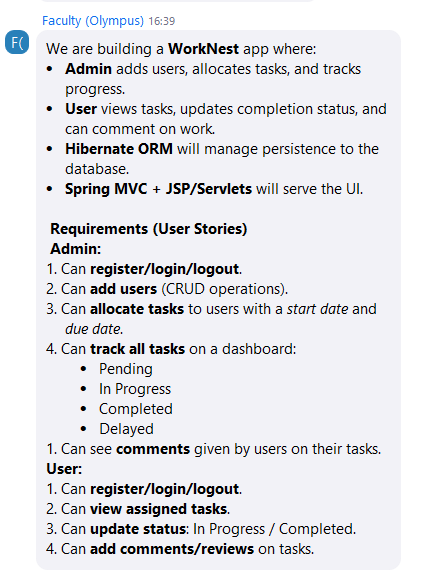 Faculty (Olympus) 16:39
F(
We are building a WorkNest app where:
• Admin adds users, allocates tasks, and tracks
progress.
• User views tasks, updates completion status, and
can comment on work.
• Hibernate ORM will manage persistence to the
database.
• Spring MVC + JSP/Servlets will serve the UI.
Requirements (User Stories)
Admin:
1. Can register/login/logout.
2. Can add users (CRUD operations).
3. Can allocate tasks to users with a start date and
due date.
4. Can track all tasks on a dashboard:
• Pending
• In Progress
• Completed
• Delayed
1. Can see comments given by users on their tasks.
User:
1. Can register/login/logout.
2. Can view assigned tasks.
3. Can update status: In Progress / Completed.
4. Can add comments/reviews on tasks.